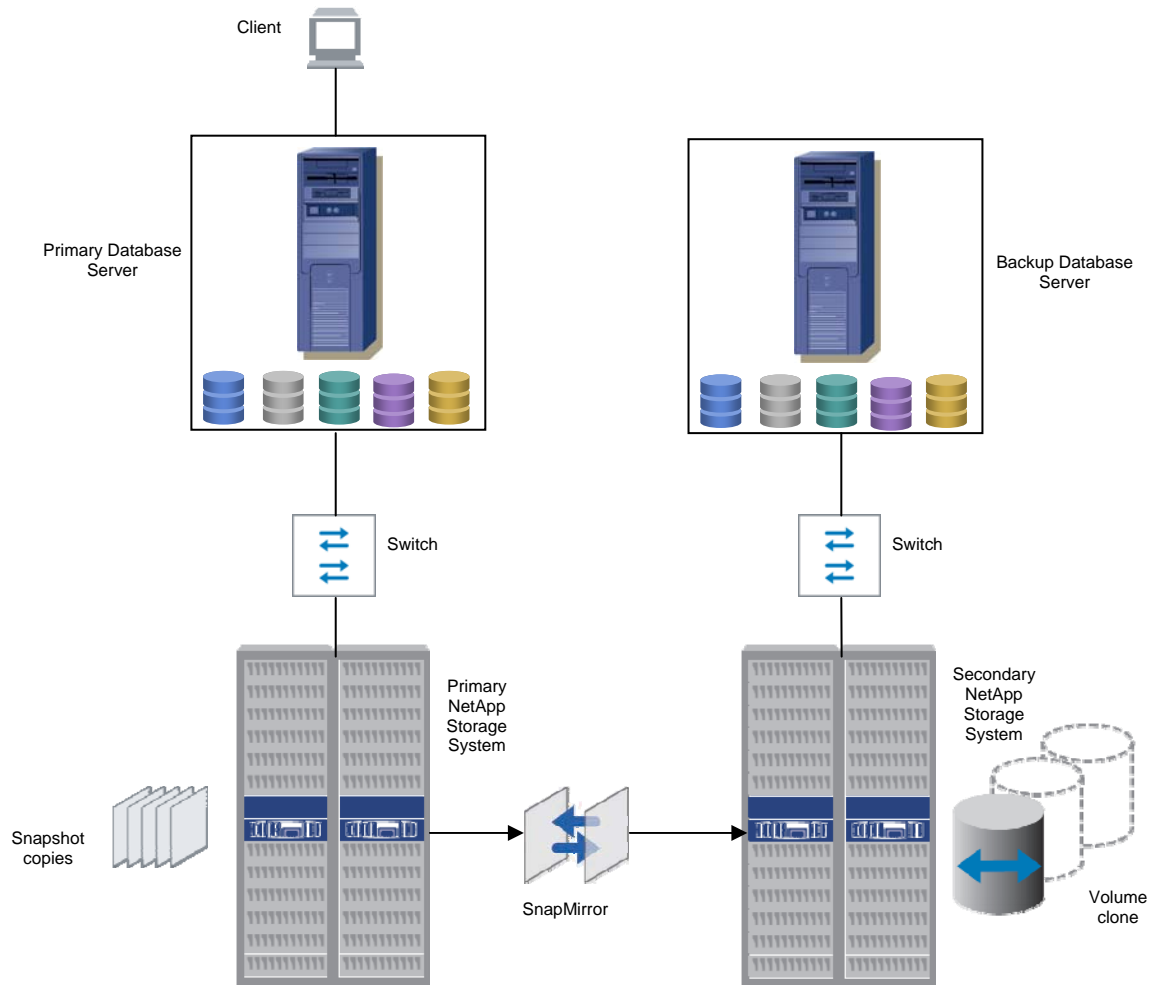 Client
Primary Database
Server
Backup Database
Server
Switch
Switch
Primary
NetApp
Storage
System
Secondary
NetApp
Storage
System
Snapshot
copies
SnapMirror
Volume
clone